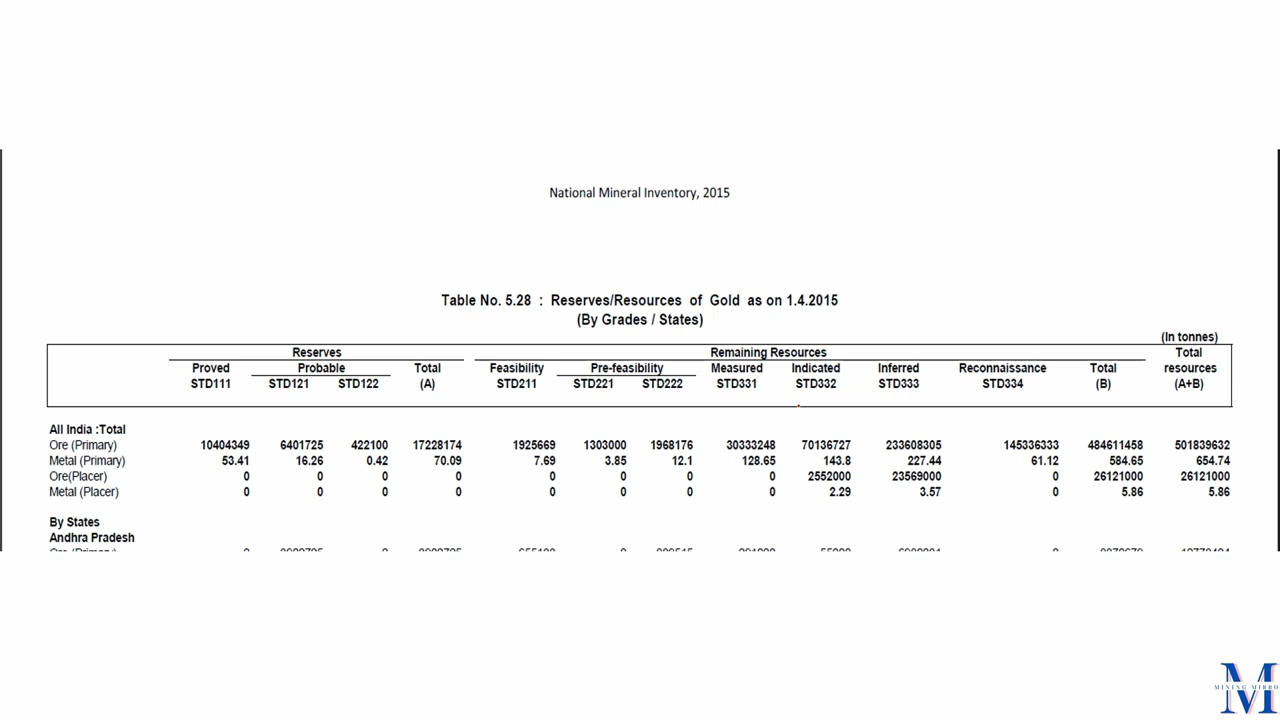 National Mineral Inventory, 2015
Table No. 5.28 : Reserves/Resources of Gold as on 1.4.2015
(By Grades / States)
(In tonnes)
Reserves Remaining Resources Total
Proved Probable Total Feasibility Pre-feasibility Measured Indicated Inferred Reconnaissance Total resources
STD111 STD121 STD122 (A) STD211 STD221 STD222 STD331 STD332 STD333 STD334 (B) (A+B)
All India :Total
Ore (Primary) 10404349 6401725 422100 17228174 1925669 1303000 1968176 30333248 70136727 233608305 145336333 484611458 501839632
Metal (Primary) 53.41 16.26 0.42 70.09 7.69 3.85 12.1 128.65 143.8 227.44 61.12 584.65 654.74
Ore(Placer) 0 0 0 0 0 0 0 0 2552000 23569000 0 26121000 26121000
Metal (Placer) 0 0 0 0 0 0 0 0 2.29 3.57 0 5.86 5.86
By States
Andhra Pradesh
M
MINING MIRRO